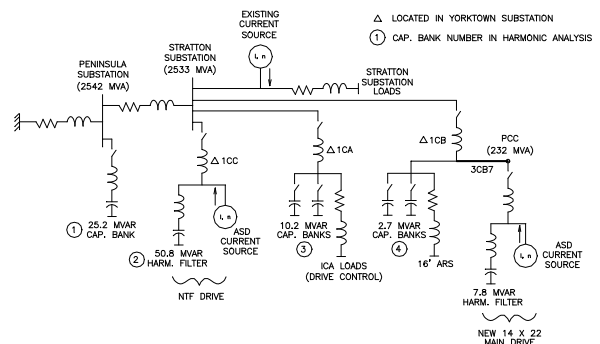 EXISTING
CURRENT
SOURCE
I, n
△ LOCATED IN YORKTOWN SUBSTATION
① CAP. BANK NUMBER IN HARMONIC ANALYSIS
PENINSULA
SUBSTATION
(2542 MVA)
STRATTON
SUBSTATION
(2533 MVA)
STRATTON
SUBSTATION
LOADS
△ 1CC
△ 1CA
△ 1CB
PCC
(232 MVA)
3CB7
① 25.2 MVAR
CAP. BANK
② 50.8 MVAR
HARM. FILTER
I, n
ASD
CURRENT
SOURCE
NTF DRIVE
10.2 MVAR
CAP. BANKS
③
ICA LOADS
(DRIVE CONTROL)
2.7 MVAR
CAP. BANKS
④
16' ARS
I, n
ASD
CURRENT
SOURCE
7.8 MVAR
HARM. FILTER
NEW 14 X 22
MAIN DRIVE